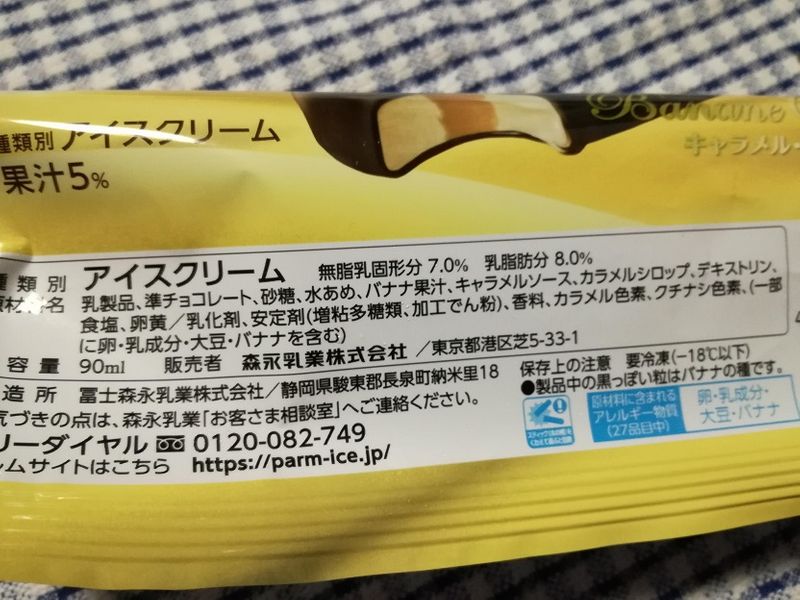 種類別 アイスクリーム
果汁5%
Banane
キャラメル・
種類別 アイスクリーム 無脂乳固形分 7.0% 乳脂肪分 8.0%
原材料名 乳製品、準チョコレート、砂糖、水あめ、バナナ果汁、キャラメルソース、カラメルシロップ、デキストリン、
食塩、卵黄／乳化剤、安定剤(増粘多糖類、加工でん粉)、香料、カラメル色素、クチナシ色素、(一部
に卵・乳成分・大豆・バナナを含む)
容量 90ml 販売者 森永乳業株式会社 ／東京都港区芝5-33-1
造所 冨士森永乳業株式会社／静岡県駿東郡長泉町納米里18
気づきの点は、森永乳業「お客さま相談室」へご連絡ください。
リーダイヤル 0120-082-749
ムサイトはこちら https://parm-ice.jp/
保存上の注意 要冷凍(−18℃以下)
●製品中の黒っぽい粒はバナナの種です。
原材料に含まれる
アレルギー物質
(27品目中)
卵・乳成分・
大豆・バナナ